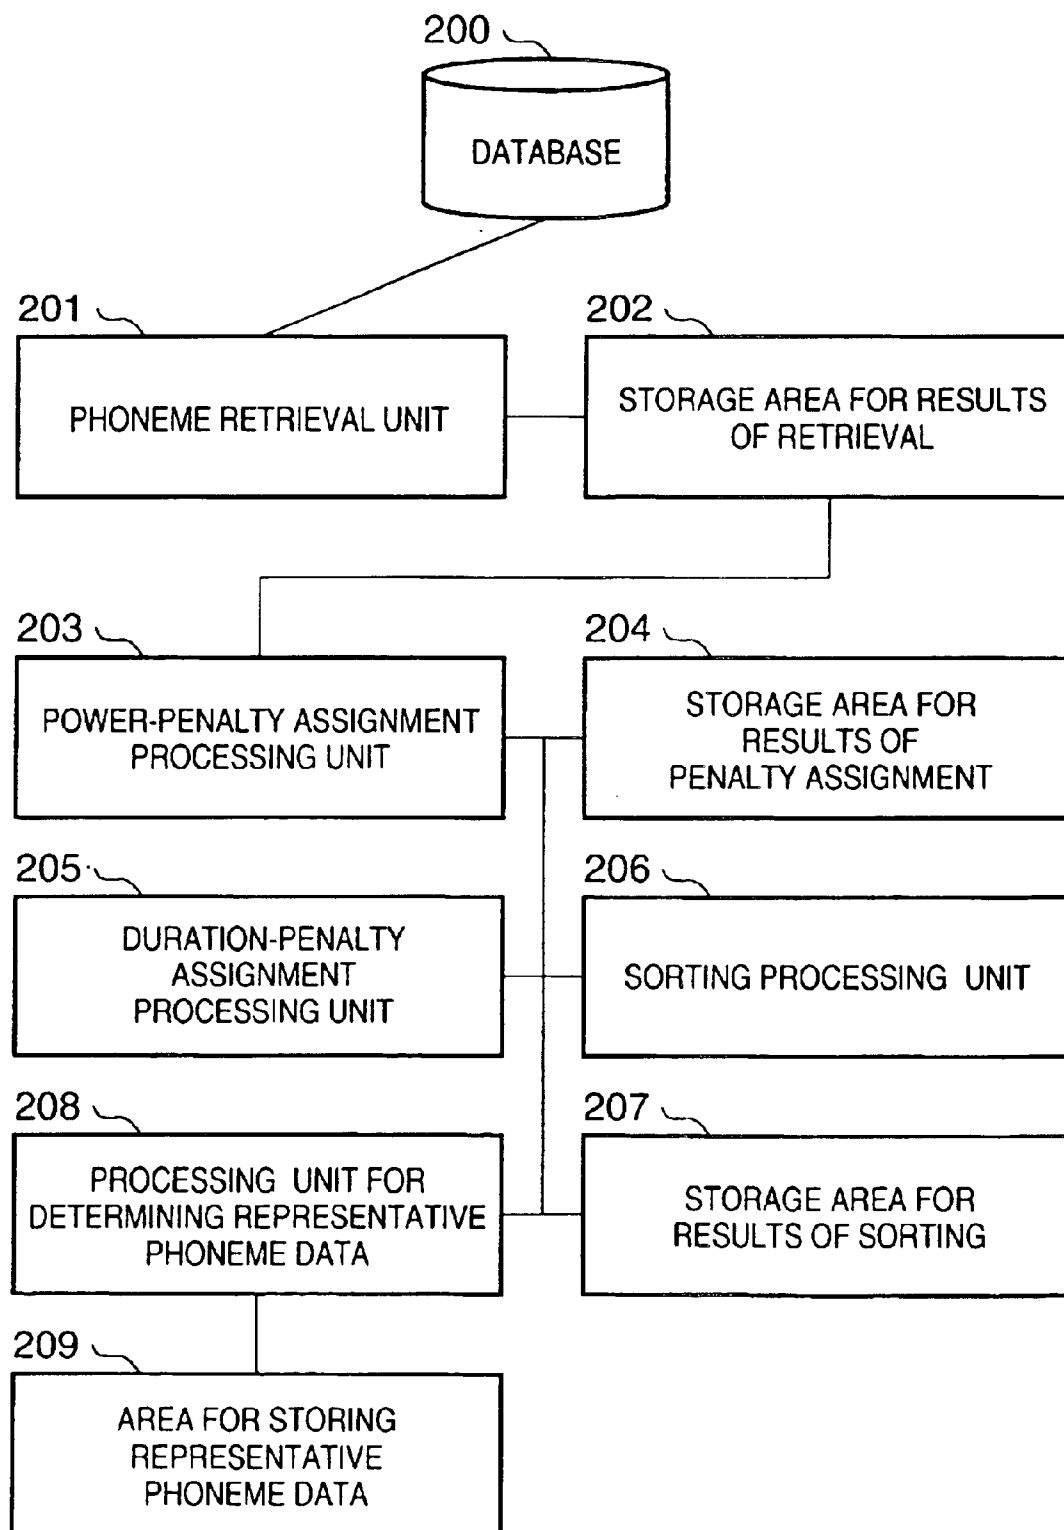 200
DATABASE
201
PHONEME RETRIEVAL UNIT
202
STORAGE AREA FOR RESULTS
OF RETRIEVAL
203
POWER-PENALTY ASSIGNMENT
PROCESSING UNIT
204
STORAGE AREA FOR
RESULTS OF
PENALTY ASSIGNMENT
205
DURATION-PENALTY
ASSIGNMENT
PROCESSING UNIT
206
SORTING PROCESSING UNIT
208
PROCESSING UNIT FOR
DETERMINING REPRESENTATIVE
PHONEME DATA
207
STORAGE AREA FOR
RESULTS OF SORTING
209
AREA FOR STORING
REPRESENTATIVE
PHONEME DATA